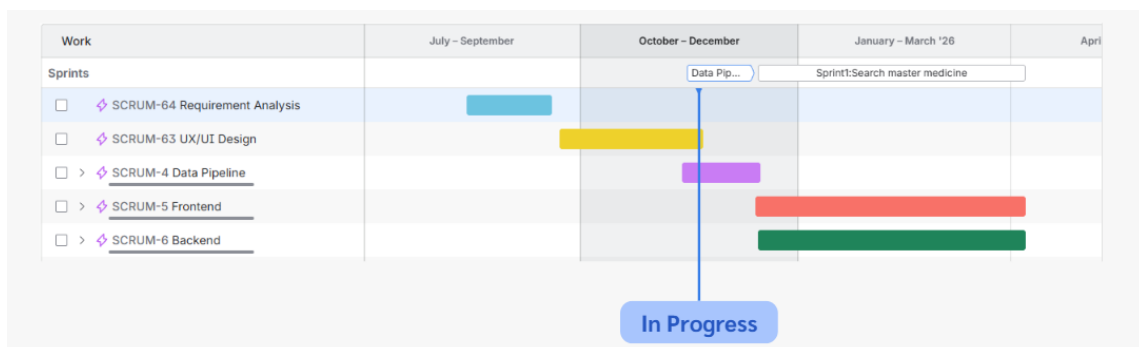 Work July – September October – December January – March '26 Apri
Sprints Data Pip... Sprint1:Search master medicine
SCRUM-64 Requirement Analysis
SCRUM-63 UX/UI Design
SCRUM-4 Data Pipeline
SCRUM-5 Frontend
SCRUM-6 Backend
In Progress